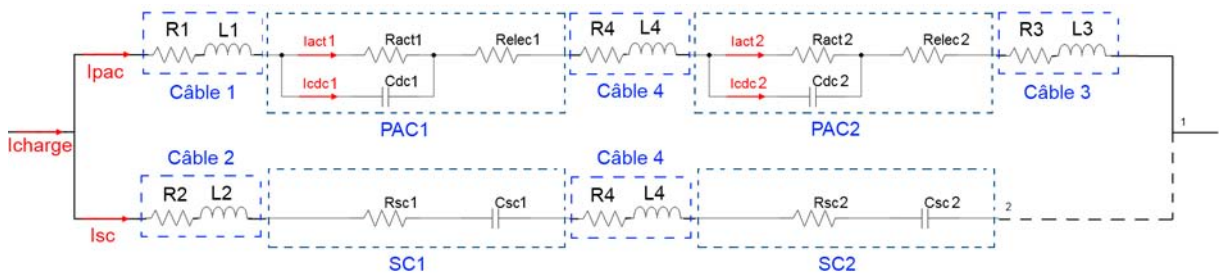 R1 L1 Iact1 Ract1 Relec1 R4 L4 Iact2 Ract2 Relec2 R3 L3
Ipac Icdc1 Cdc1 Icdc2 Cdc2
Câble 1 Câble 4 Câble 3
PAC1 PAC2
1
Icharge
Câble 2 Câble 4
R2 L2 Rsc1 Csc1 R4 L4 Rsc2 Csc2
2
Isc
SC1 SC2